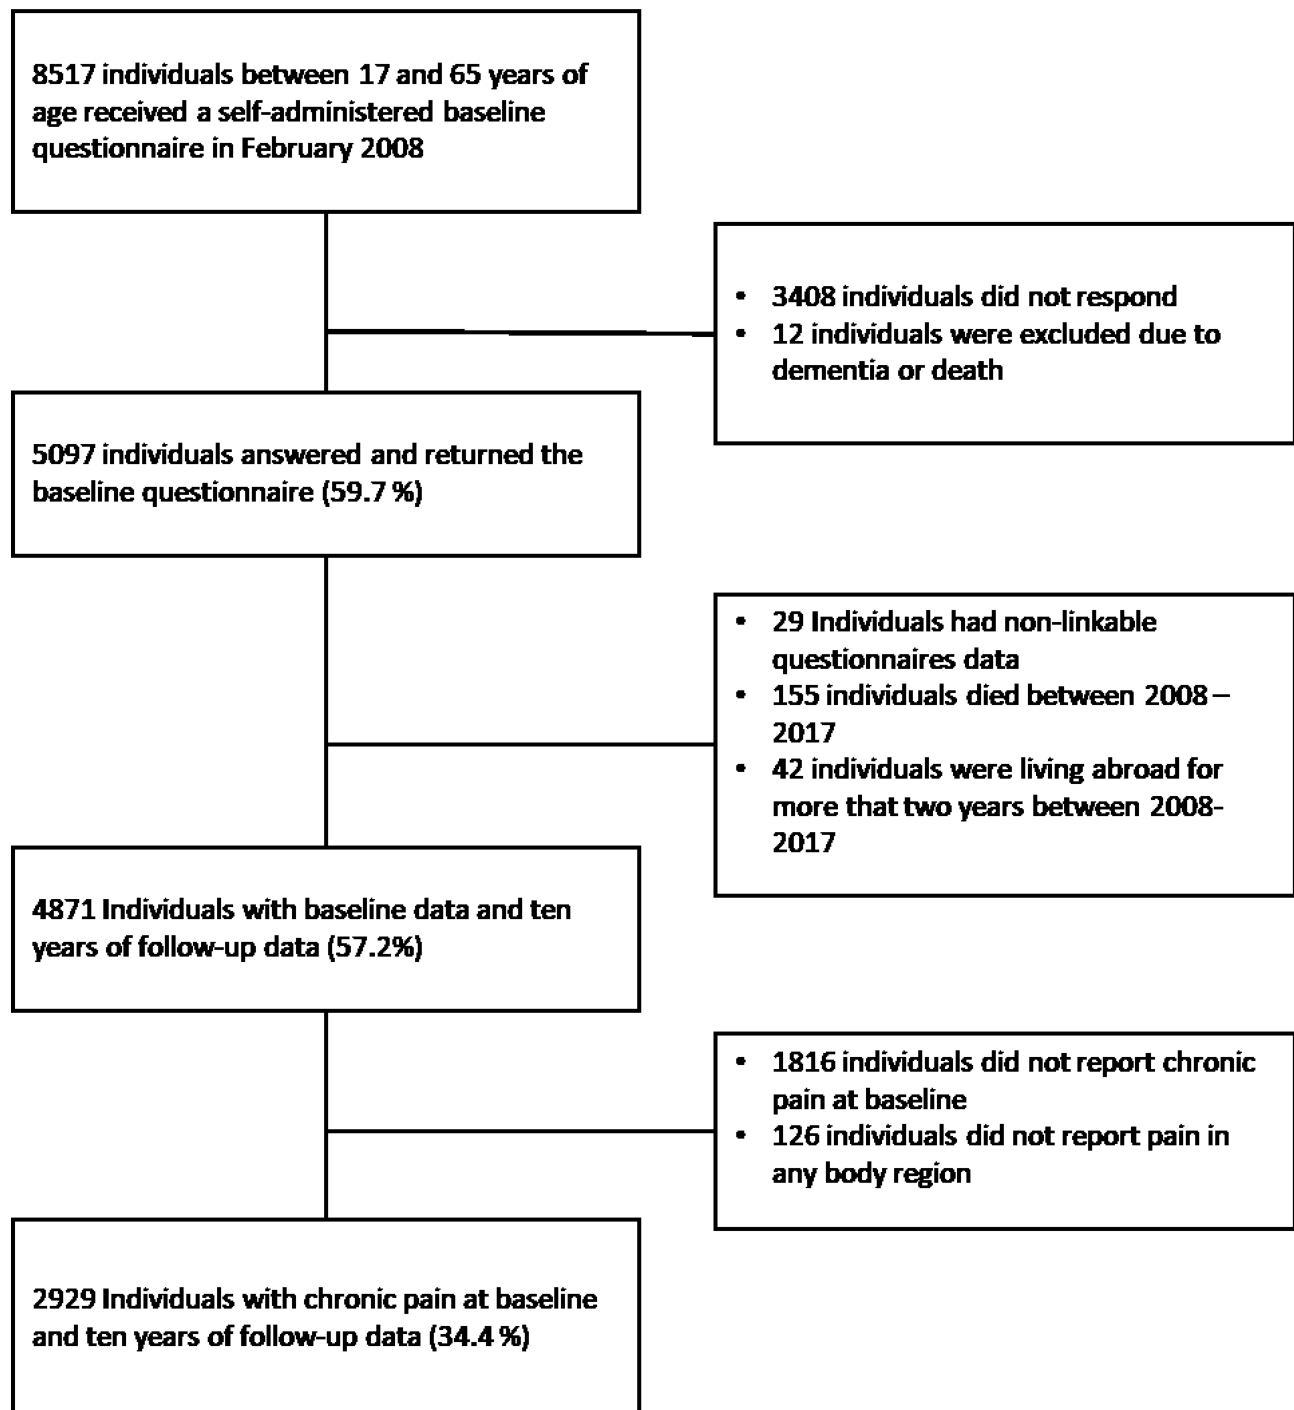 8517 individuals between 17 and 65 years of
age received a self-administered baseline
questionnaire in February 2008
• 3408 individuals did not respond
• 12 individuals were excluded due to
dementia or death
5097 individuals answered and returned the
baseline questionnaire (59.7 %)
• 29 Individuals had non-linkable
questionnaires data
• 155 individuals died between 2008 –
2017
• 42 individuals were living abroad for
more that two years between 2008-
2017
4871 Individuals with baseline data and ten
years of follow-up data (57.2%)
• 1816 individuals did not report chronic
pain at baseline
• 126 individuals did not report pain in
any body region
2929 Individuals with chronic pain at baseline
and ten years of follow-up data (34.4 %)